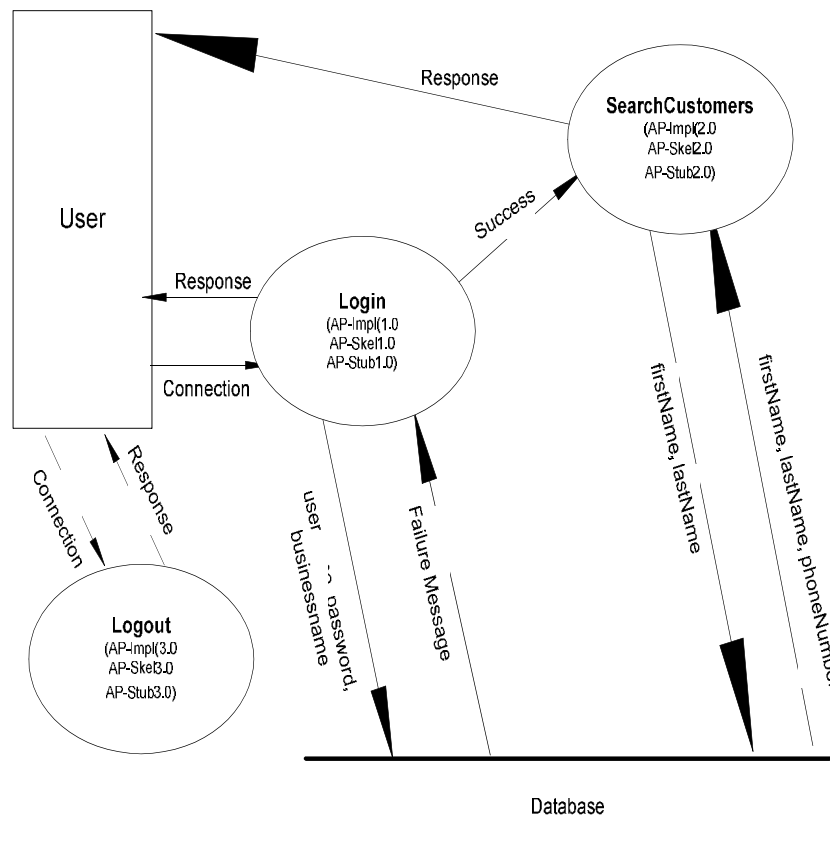 Response
SearchCustomers
(AP-Impl(2.0
AP-Skel2.0
AP-Stub2.0)
User
Success
Response
Login
(AP-Impl(1.0
AP-Skel1.0
AP-Stub1.0)
Connection
Connection
Response
user
password,
businessname
Failure Message
firstName, lastName
firstName, lastName, phoneNumber,
Logout
(AP-Impl(3.0
AP-Skel3.0
AP-Stub3.0)
Database